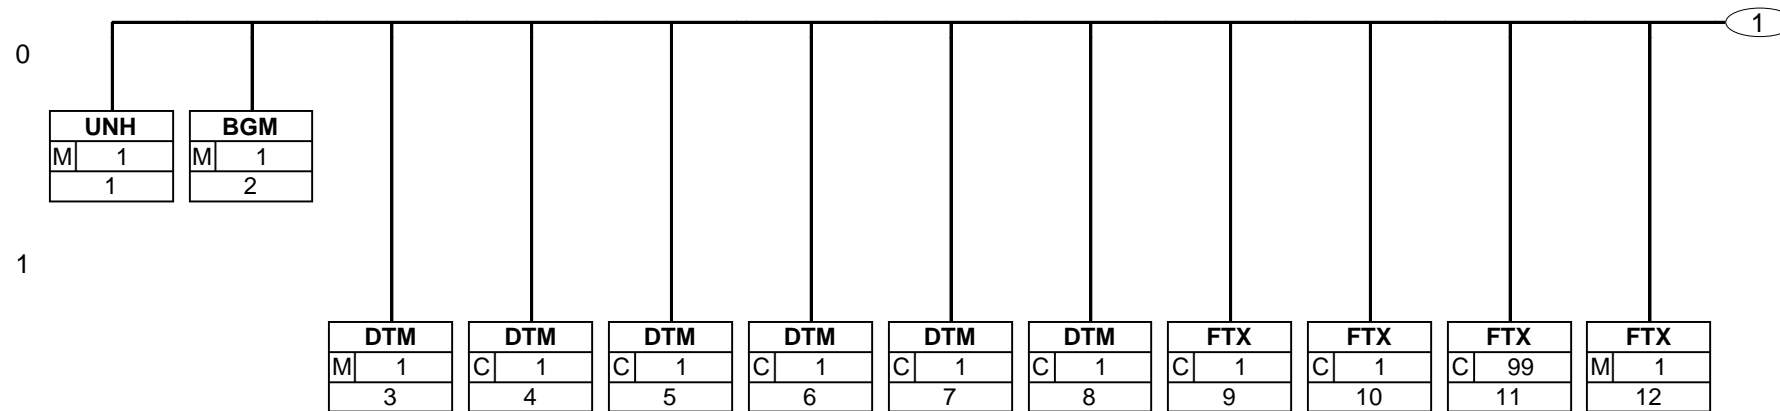 1
0
UNH BGM
M 1 M 1
1 2
1
DTM DTM DTM DTM DTM DTM FTX FTX FTX FTX
M 1 C 1 C 1 C 1 C 1 C 1 C 1 C 1 C 99 M 1
3 4 5 6 7 8 9 10 11 12